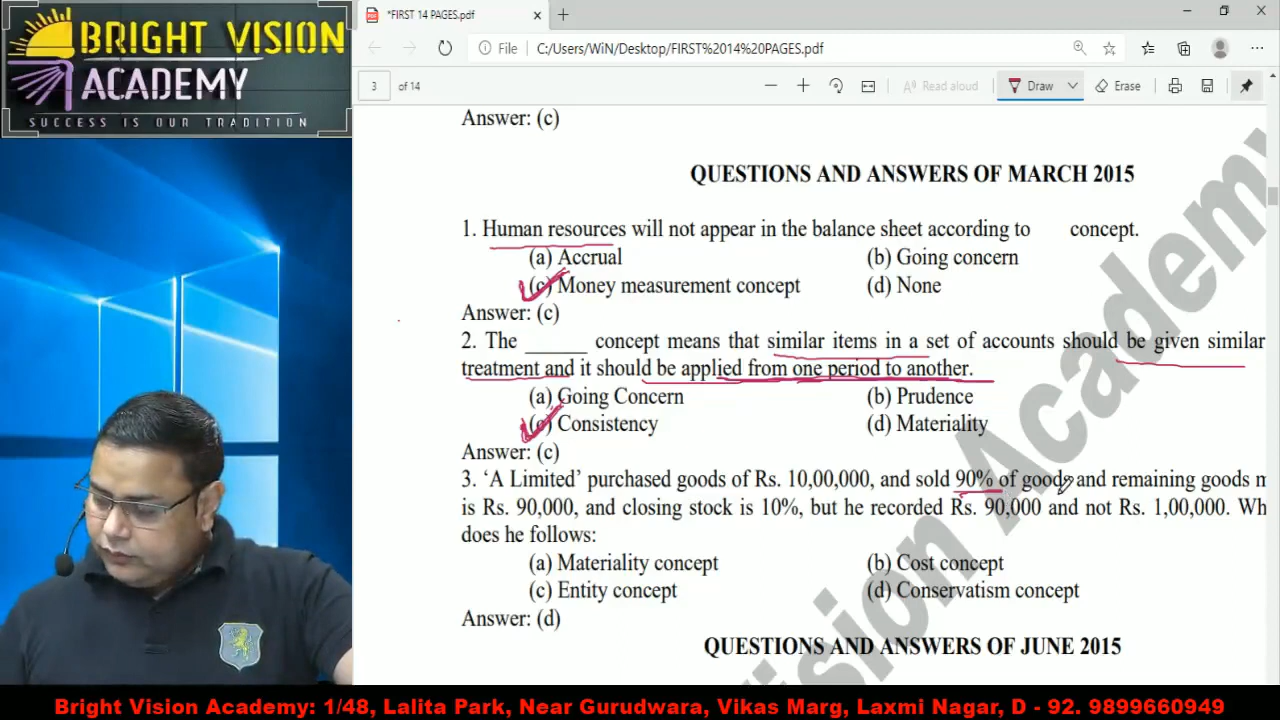 BRIGHT VISION
ACADEMY
SUCCESS IS OUR TRADITION
*FIRST 14 PAGES.pdf
File
C:/Users/WiN/Desktop/FIRST%2014%20PAGES.pdf
3 of 14
Read aloud
Draw
Erase
Answer: (c)
QUESTIONS AND ANSWERS OF MARCH 2015
1. Human resources will not appear in the balance sheet according to concept.
(a) Accrual (b) Going concern
(c) Money measurement concept (d) None
Answer: (c)
2. The ______ concept means that similar items in a set of accounts should be given similar
treatment and it should be applied from one period to another.
(a) Going Concern (b) Prudence
(c) Consistency (d) Materiality
Answer: (c)
3. ‘A Limited’ purchased goods of Rs. 10,00,000, and sold 90% of goods and remaining goods m
is Rs. 90,000, and closing stock is 10%, but he recorded Rs. 90,000 and not Rs. 1,00,000. Wh
does he follows:
(a) Materiality concept (b) Cost concept
(c) Entity concept (d) Conservatism concept
Answer: (d)
QUESTIONS AND ANSWERS OF JUNE 2015
Vision Academy
Bright Vision Academy: 1/48, Lalita Park, Near Gurudwara, Vikas Marg, Laxmi Nagar, D - 92. 9899660949